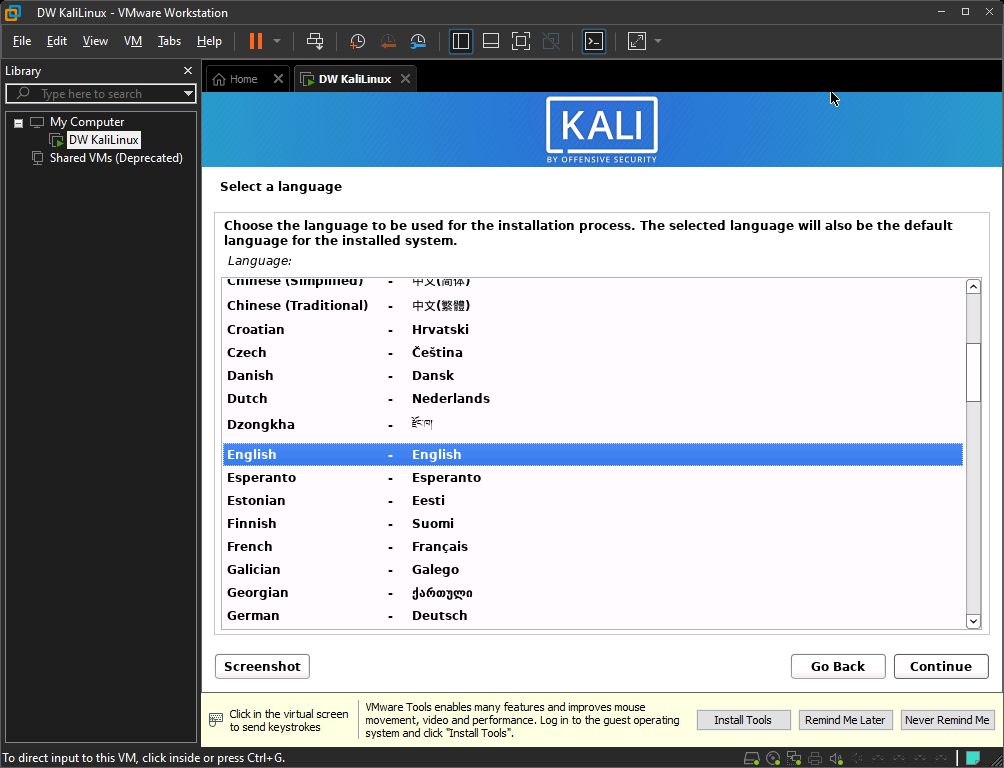 DW KaliLinux - VMware Workstation
File Edit View VM Tabs Help
Library
Type here to search
My Computer
DW KaliLinux
Shared VMs (Deprecated)
Home
DW KaliLinux
KALI
BY OFFENSIVE SECURITY
Select a language
Choose the language to be used for the installation process. The selected language will also be the default
language for the installed system.
Language:
Chinese (Simplified) - 中文(简体)
Chinese (Traditional) - 中文(繁體)
Croatian - Hrvatski
Czech - Čeština
Danish - Dansk
Dutch - Nederlands
Dzongkha - རྫོང་ཁ།
English - English
Esperanto - Esperanto
Estonian - Eesti
Finnish - Suomi
French - Français
Galician - Galego
Georgian - ქართული
German - Deutsch
Screenshot
Go Back
Continue
Click in the virtual screen
to send keystrokes
VMware Tools enables many features and improves mouse
movement, video and performance. Log in to the guest operating
system and click "Install Tools".
Install Tools
Remind Me Later
Never Remind Me
To direct input to this VM, click inside or press Ctrl+G.